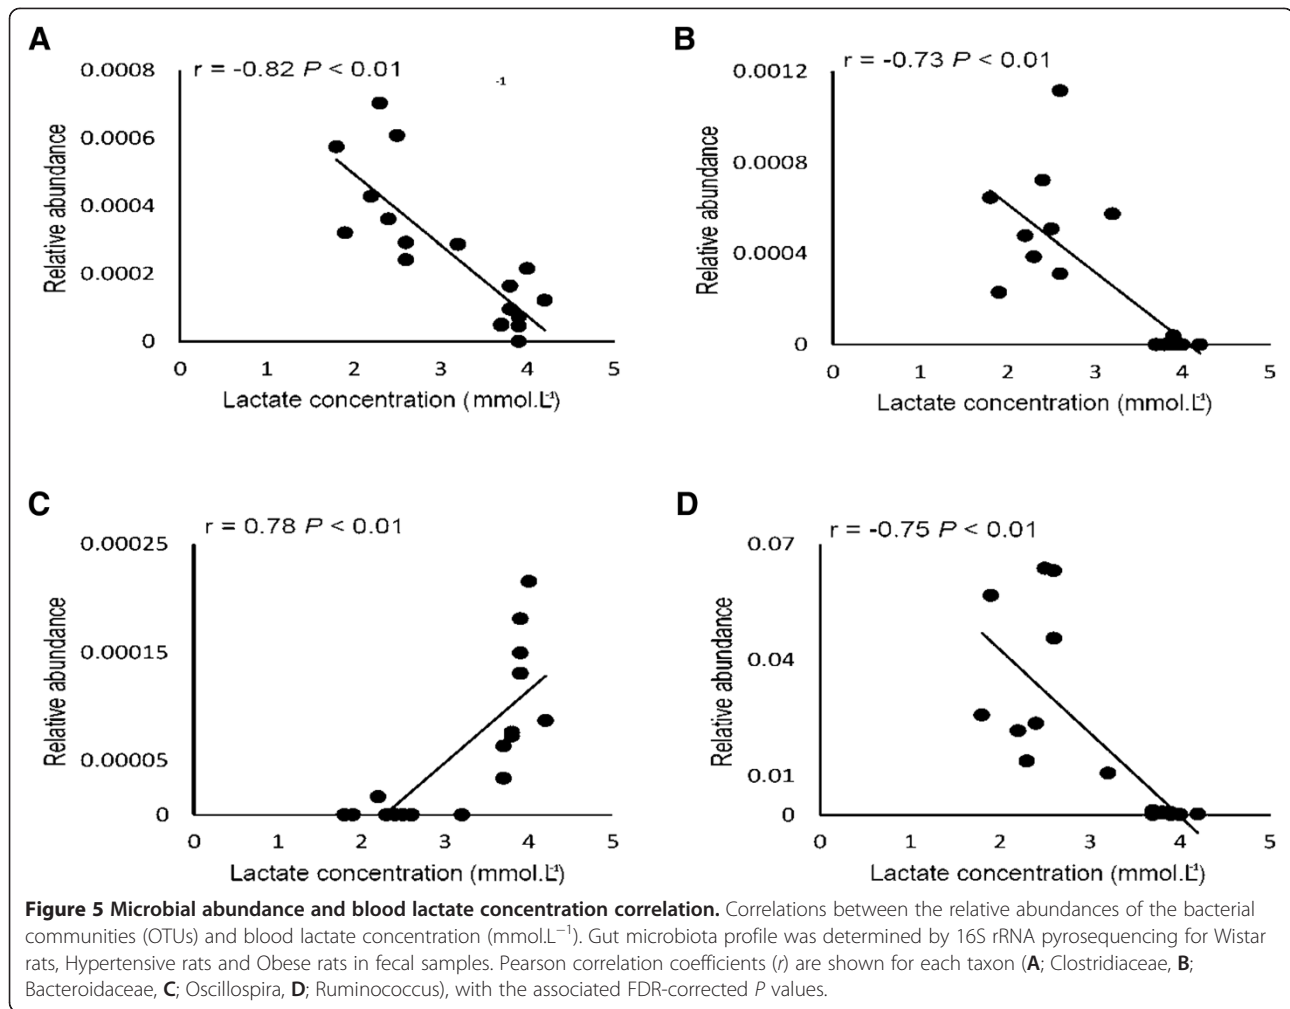 A
r = -0.82 P < 0.01
-1
Relative abundance
0.0008
0.0006
0.0004
0.0002
0
0 1 2 3 4 5
Lactate concentration (mmol.L-1)
B
r = -0.73 P < 0.01
Relative abundance
0.0012
0.0008
0.0004
0
0 1 2 3 4 5
Lactate concentration (mmol.L-1)
C
r = 0.78 P < 0.01
Relative abundance
0.00025
0.00015
0.00005
0
0 1 2 3 4 5
Lactate concentration (mmol.L-1)
D
r = -0.75 P < 0.01
Relative abundance
0.07
0.04
0.01
0
0 1 2 3 4 5
Lactate concentration (mmol.L-1)
Figure 5 Microbial abundance and blood lactate concentration correlation. Correlations between the relative abundances of the bacterial
communities (OTUs) and blood lactate concentration (mmol.L−1). Gut microbiota profile was determined by 16S rRNA pyrosequencing for Wistar
rats, Hypertensive rats and Obese rats in fecal samples. Pearson correlation coefficients (r) are shown for each taxon (A; Clostridiaceae, B;
Bacteroidaceae, C; Oscillospira, D; Ruminococcus), with the associated FDR-corrected P values.